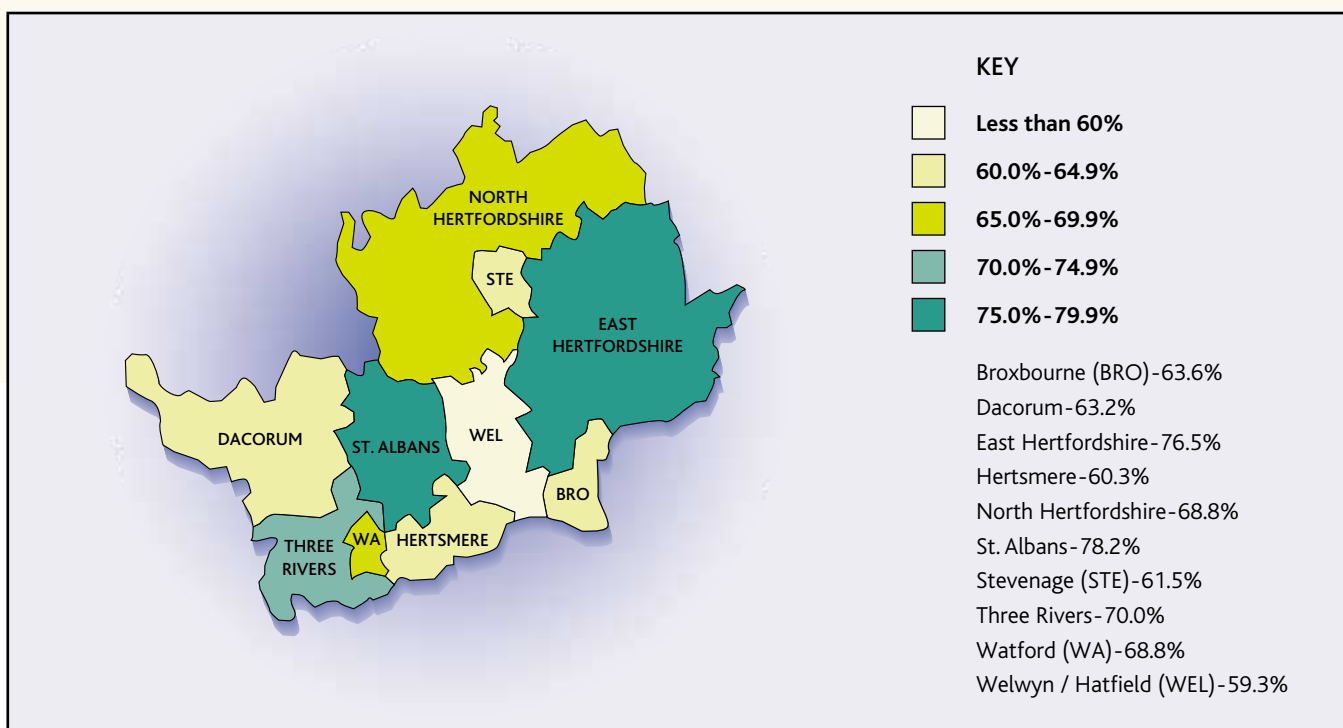 KEY
Less than 60%
60.0%-64.9%
65.0%-69.9%
70.0%-74.9%
75.0%-79.9%
NORTH
HERTFORDSHIRE
STE
EAST
HERTFORDSHIRE
DACORUM
ST. ALBANS
WEL
BRO
THREE
RIVERS
WA
HERTSMERE
Broxbourne (BRO)-63.6%
Dacorum-63.2%
East Hertfordshire-76.5%
Hertsmere-60.3%
North Hertfordshire-68.8%
St. Albans-78.2%
Stevenage (STE)-61.5%
Three Rivers-70.0%
Watford (WA)-68.8%
Welwyn / Hatfield (WEL)-59.3%